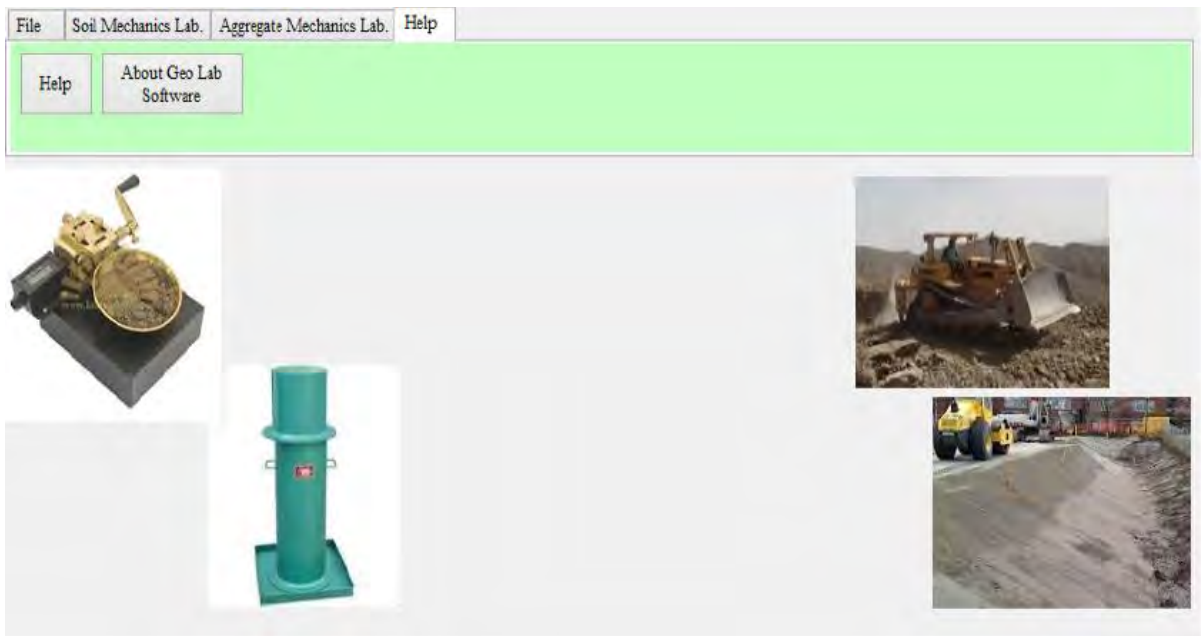 File
Soil Mechanics Lab.
Aggregate Mechanics Lab.
Help
Help
About Geo Lab
Software